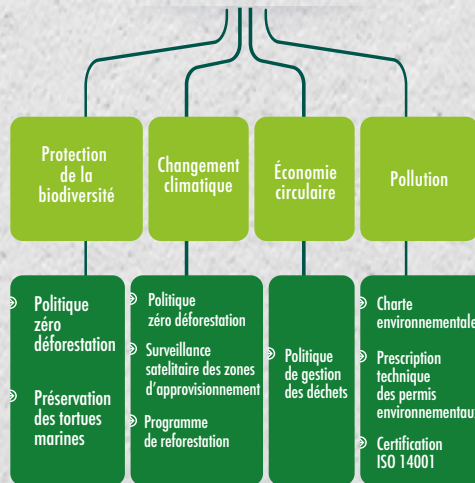 Protection
de la
biodiversité
Changement
climatique
Économie
circulaire
Pollution
Politique
zéro
déforestation
Préservation
des tortues
marines
Politique
zéro déforestation
Surveillance
satelitaire des zones
d'approvisionnement
Programme
de reforestation
Politique
de gestion
des déchets
Charte
environnementale
Prescription
technique
des permis
environnementaux
Certification
ISO 14001